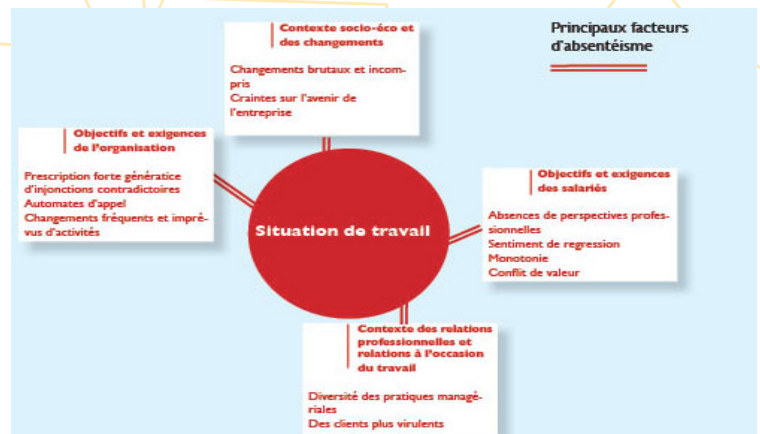 Principaux facteurs
d'absentéisme
Contexte socio-éco et
des changements
Changements brutaux et incom-
pris
Craintes sur l'avenir de
l'entreprise
Objectifs et exigences
de l'organisation
Prescription forte génératice
d'injonctions contradictoires
Automates d'appel
Changements fréquents et impré-
vus d'activités
Situation de travail
Objectifs et exigences
des salariés
Absences de perspectives profes-
sionnelles
Sentiment de regression
Monotonie
Conflit de valeur
Contexte des relations
professionnelles et
relations à l'occasion
du travail
Diversité des pratiques managé-
riales
Des clients plus virulents